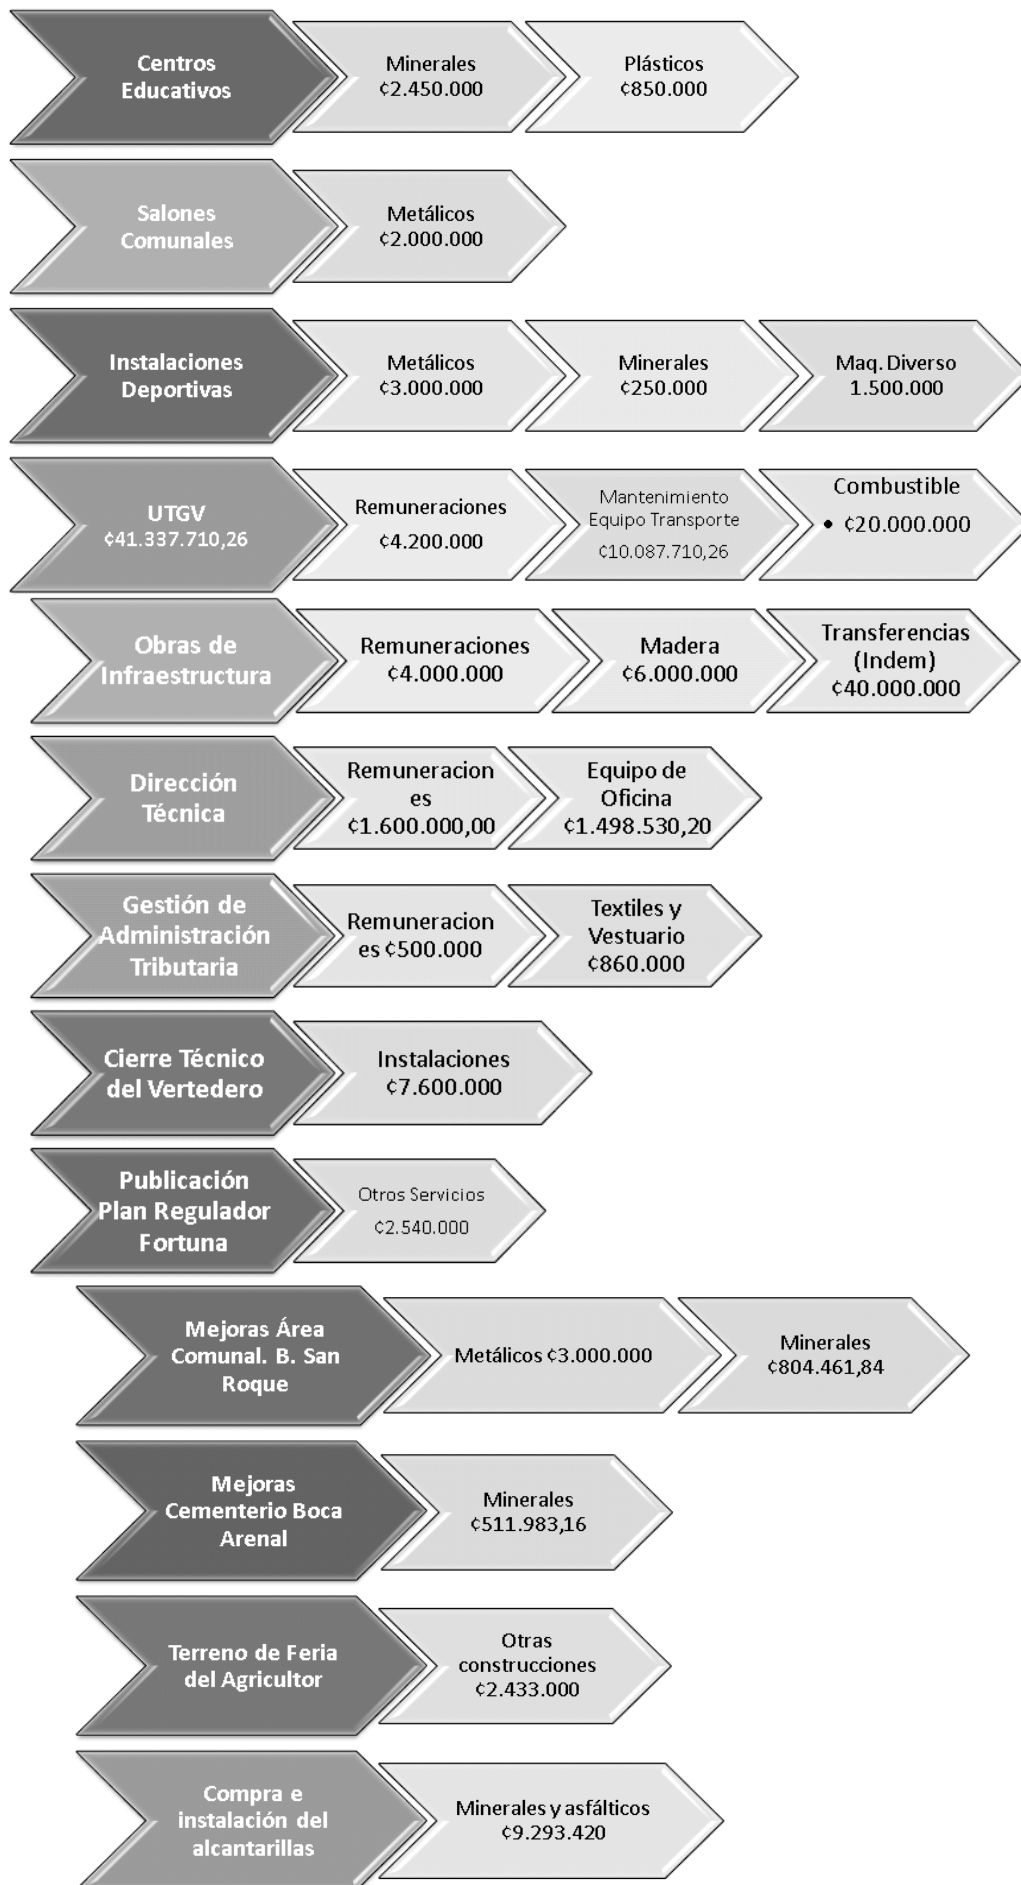 Centros
Educativos
Minerales
¢2.450.000
Plásticos
¢850.000
Salones
Comunales
Metálicos
¢2.000.000
Instalaciones
Deportivas
Metálicos
¢3.000.000
Minerales
¢250.000
Maq. Diverso
1.500.000
UTGV
¢41.337.710,26
Remuneraciones
¢4.200.000
Mantenimiento
Equipo Transporte
¢10.087.710,26
Combustible
• ¢20.000.000
Obras de
Infraestructura
Remuneraciones
¢4.000.000
Madera
¢6.000.000
Transferencias
(Indem)
¢40.000.000
Dirección
Técnica
Remuneracion
es
¢1.600.000,00
Equipo de
Oficina
¢1.498.530,20
Gestión de
Administración
Tributaria
Remuneracion
es ¢500.000
Textiles y
Vestuario
¢860.000
Cierre Técnico
del Vertedero
Instalaciones
¢7.600.000
Publicación
Plan Regulador
Fortuna
Otros Servicios
¢2.540.000
Mejoras Área
Comunal. B. San
Roque
Metálicos ¢3.000.000
Minerales
¢804.461,84
Mejoras
Cementerio Boca
Arenal
Minerales
¢511.983,16
Terreno de Feria
del Agricultor
Otras
construcciones
¢2.433.000
Compra e
instalación del
alcantarillas
Minerales y asfálticos
¢9.293.420